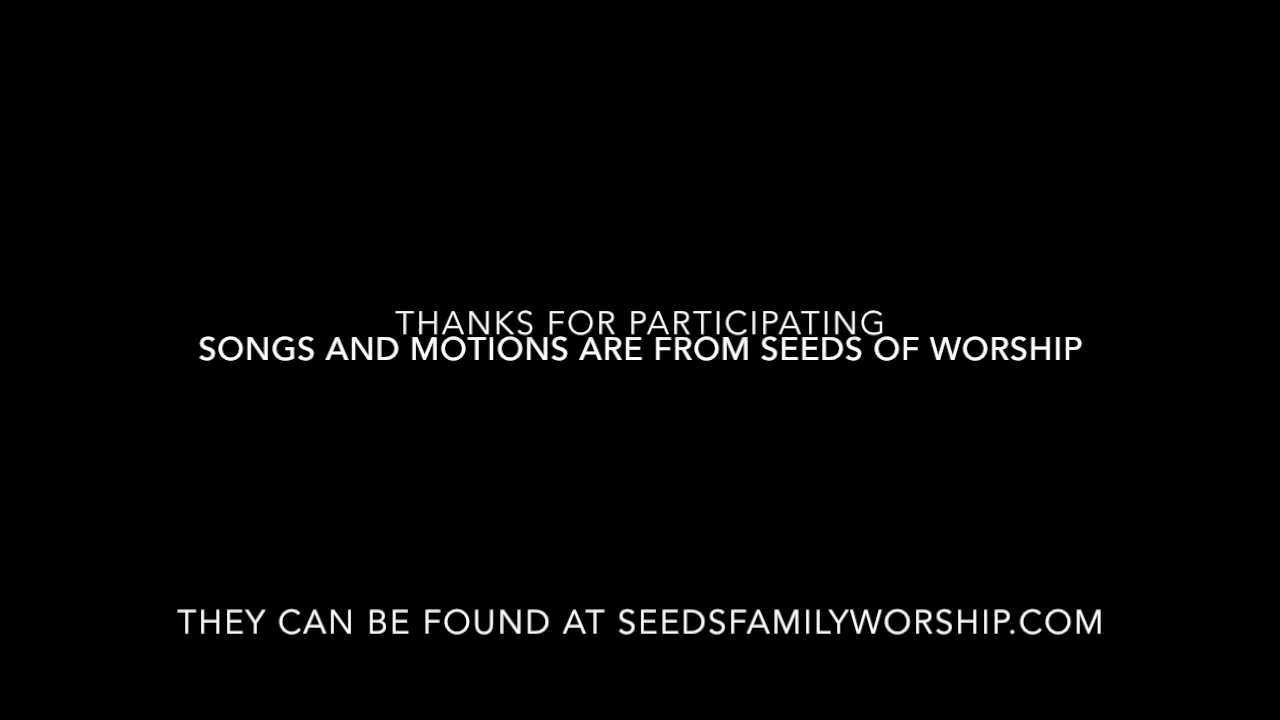 THANKS FOR PARTICIPATING
SONGS AND MOTIONS ARE FROM SEEDS OF WORSHIP
THEY CAN BE FOUND AT SEEDSFAMILYWORSHIP.COM